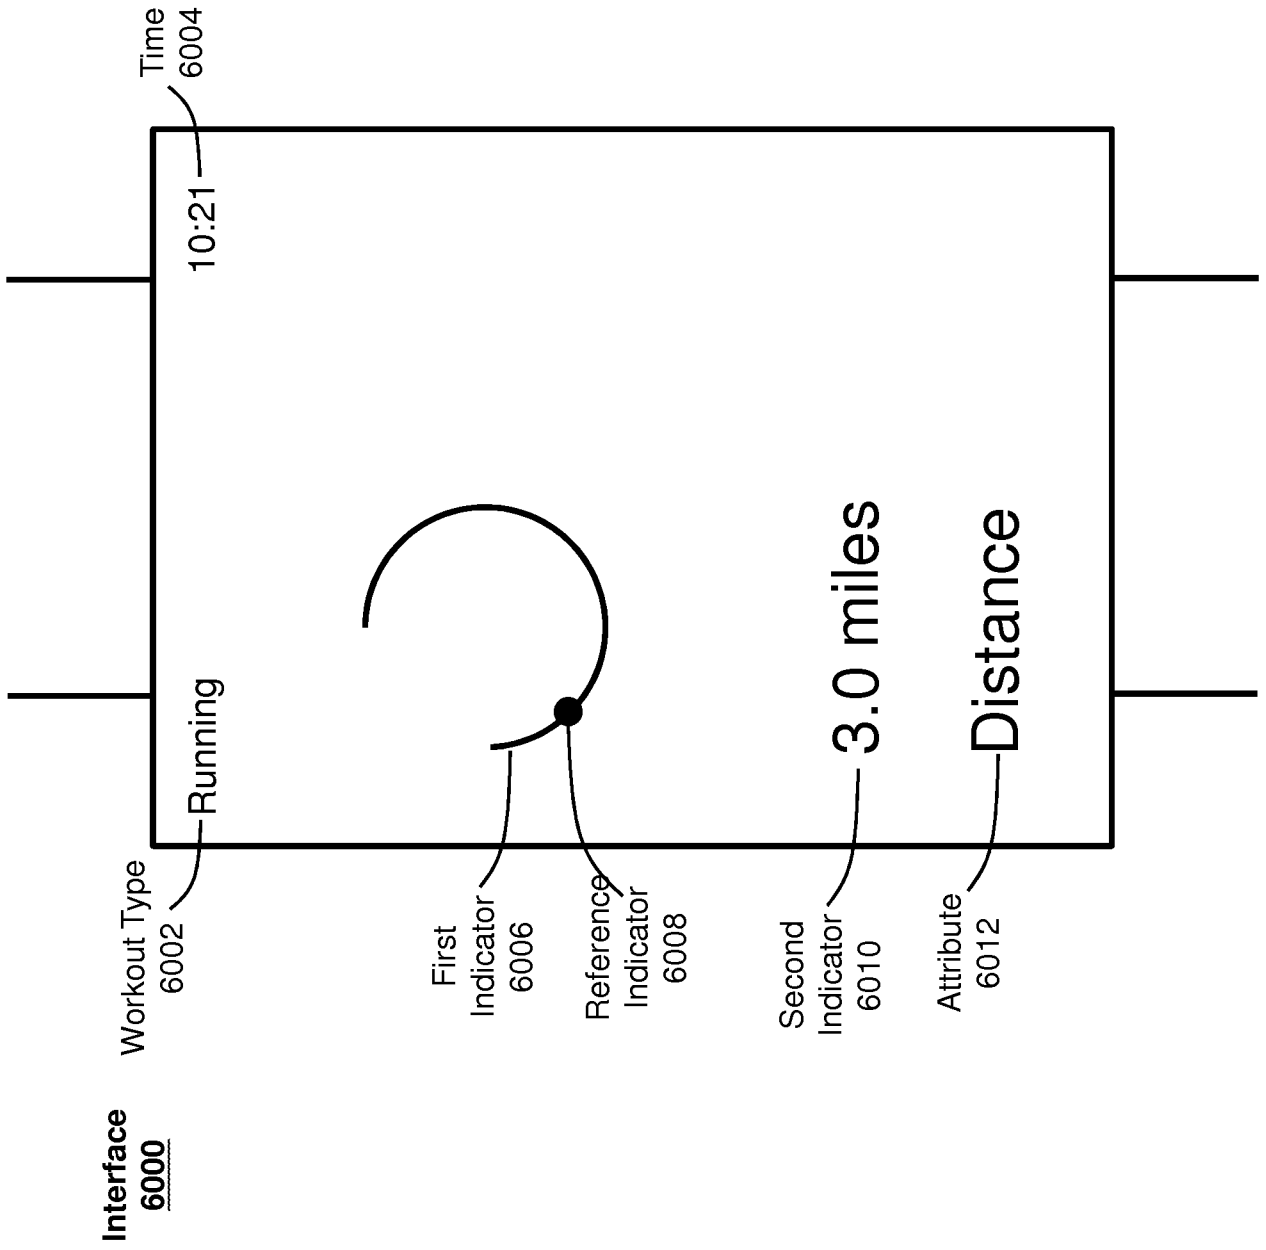 Interface
6000
Workout Type
6002
Running
10:21
Time
6004
First
Indicator
6006
Reference
Indicator
6008
Second
Indicator
6010
3.0 miles
Attribute
6012
Distance